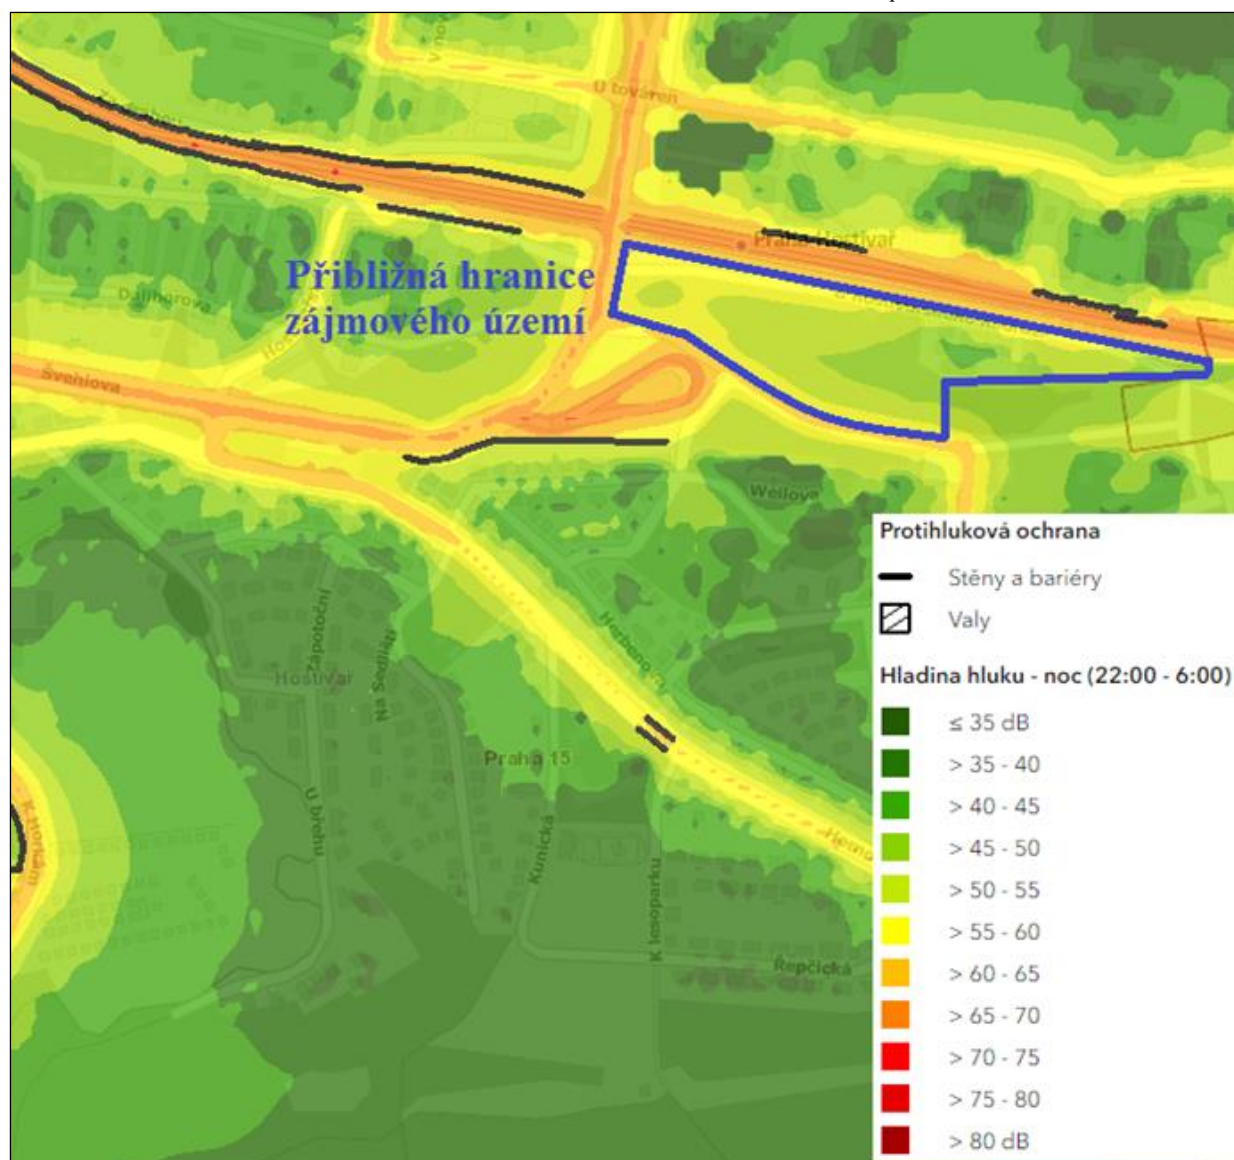 U továren
Praha-Hostivař
Přibližná hranice
zájmového území
Dalihorova
Švehlova
Weilova
Protihluková ochrana
Stěny a bariéry
Valy
Hladina hluku - noc (22:00 - 6:00)
≤ 35 dB
> 35 - 40
> 40 - 45
> 45 - 50
> 50 - 55
> 55 - 60
> 60 - 65
> 65 - 70
> 70 - 75
> 75 - 80
> 80 dB
Zápotoční
Hostivař
Na Sedlišti
Praha 15
U břehu
K Horkám
Kunická
K lesoparku
Řepčická